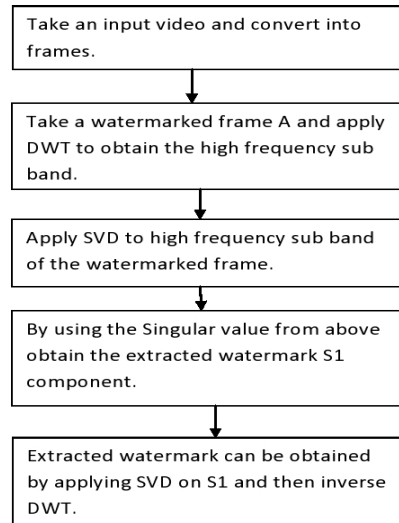 Take an input video and convert into
frames.
Take a watermarked frame A and apply
DWT to obtain the high frequency sub
band.
Apply SVD to high frequency sub band
of the watermarked frame.
By using the Singular value from above
obtain the extracted watermark S1
component.
Extracted watermark can be obtained
by applying SVD on S1 and then inverse
DWT.